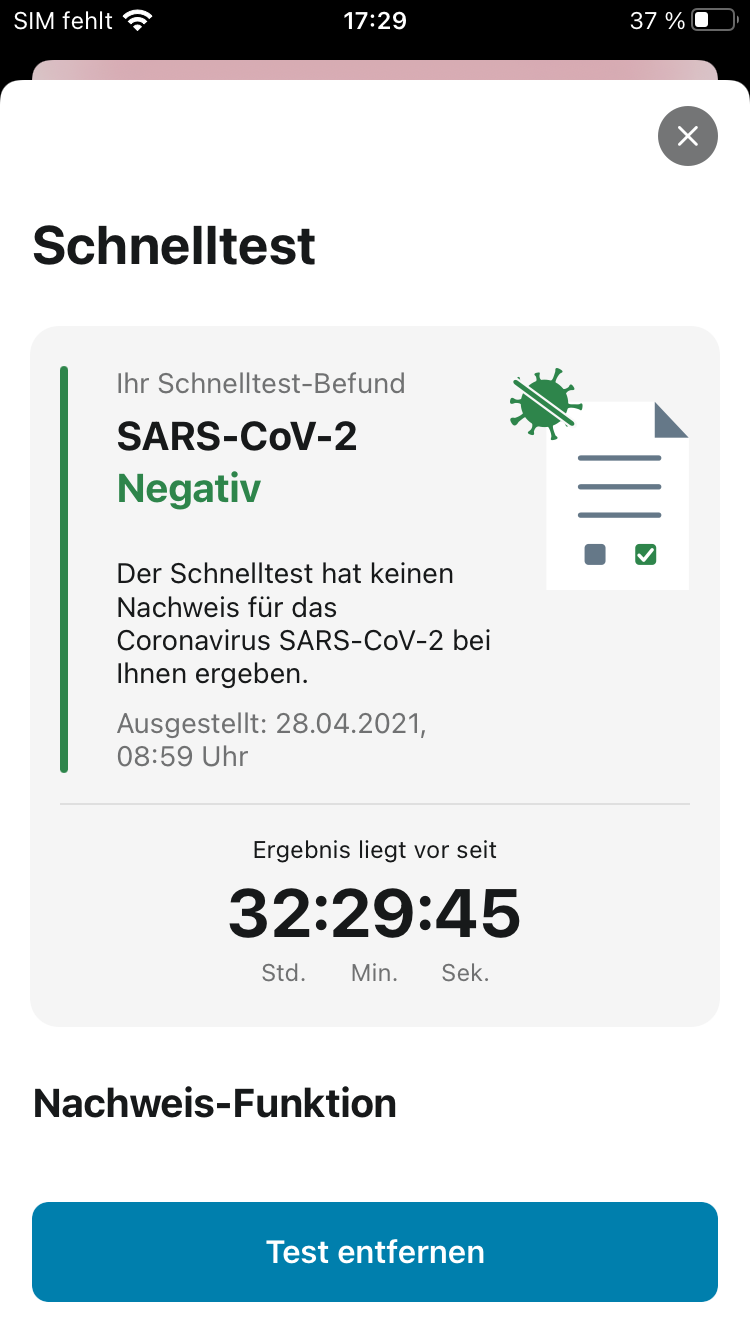 SIM fehlt 17:29 37 %
Schnelltest
Ihr Schnelltest-Befund
SARS-CoV-2
Negativ
Der Schnelltest hat keinen
Nachweis für das
Coronavirus SARS-CoV-2 bei
Ihnen ergeben.
Ausgestellt: 28.04.2021,
08:59 Uhr
Ergebnis liegt vor seit
32:29:45
Std. Min. Sek.
Nachweis-Funktion
Test entfernen